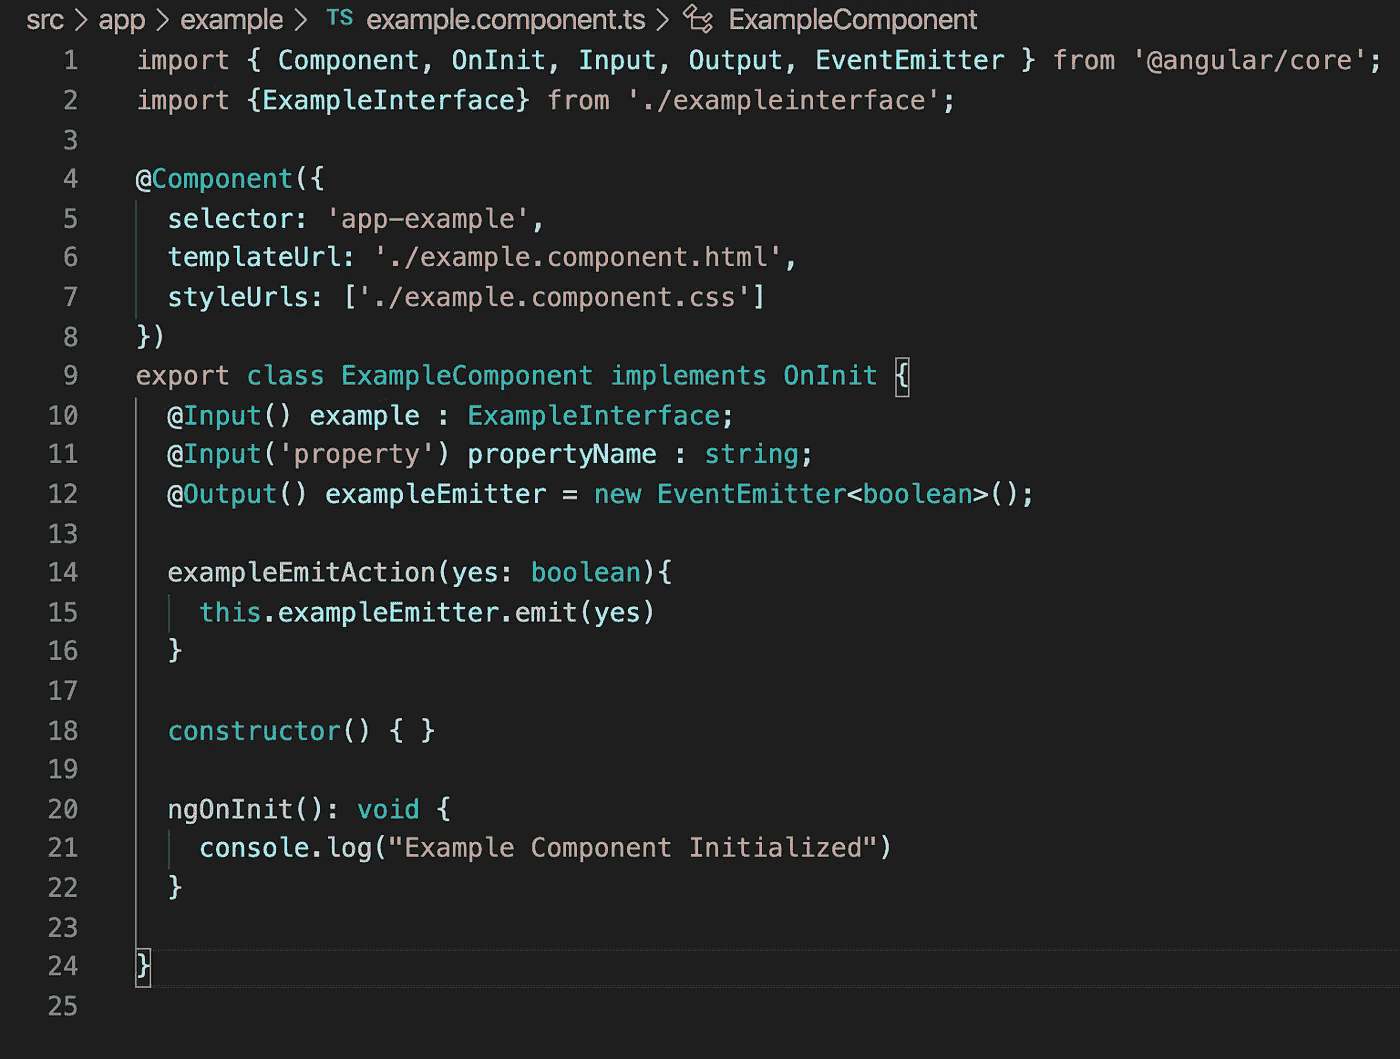 src > app > example > TS example.component.ts > ExampleComponent
1 import { Component, OnInit, Input, Output, EventEmitter } from '@angular/core';
2 import {ExampleInterface} from './exampleinterface';
3
4 @Component({
5   selector: 'app-example',
6   templateUrl: './example.component.html',
7   styleUrls: ['./example.component.css']
8 })
9 export class ExampleComponent implements OnInit {
10   @Input() example : ExampleInterface;
11   @Input('property') propertyName : string;
12   @Output() exampleEmitter = new EventEmitter<boolean>();
13
14   exampleEmitAction(yes: boolean){
15     this.exampleEmitter.emit(yes)
16   }
17
18   constructor() { }
19
20   ngOnInit(): void {
21     console.log("Example Component Initialized")
22   }
23
24 }
25